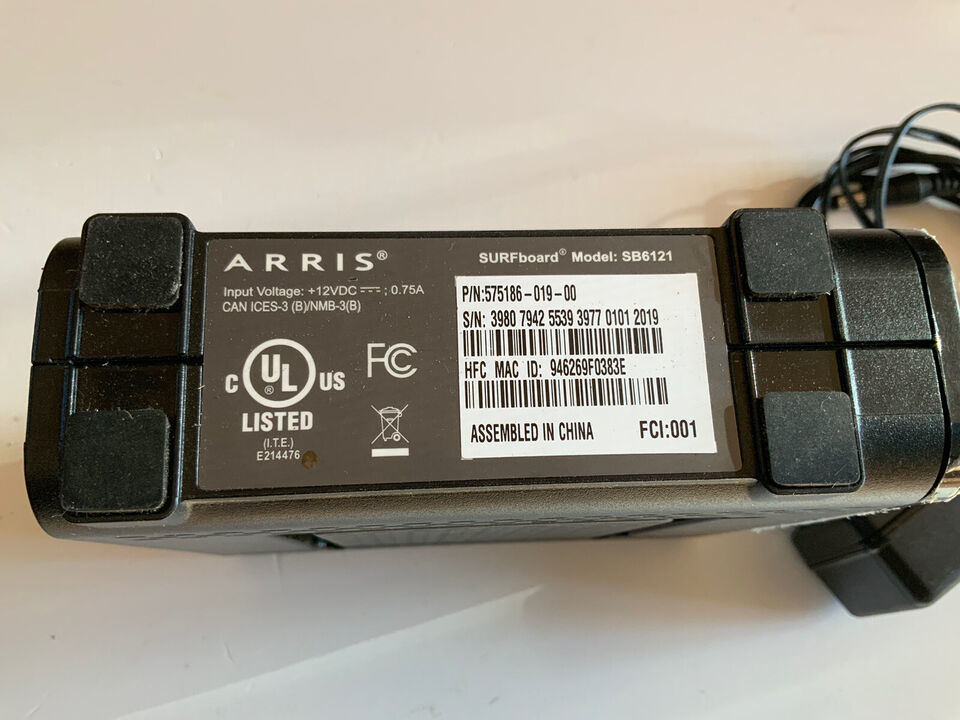 ARRIS®
SURFboard® Model: SB6121
Input Voltage: +12VDC ⎓ ; 0.75A
CAN ICES-3 (B)/NMB-3(B)
C UL® US
LISTED
(I.T.E.)
E214476
FC
P/N:575186-019-00
S/N: 3980 7942 5539 3977 0101 2019
HFC MAC ID: 946269F0383E
ASSEMBLED IN CHINA FCI:001